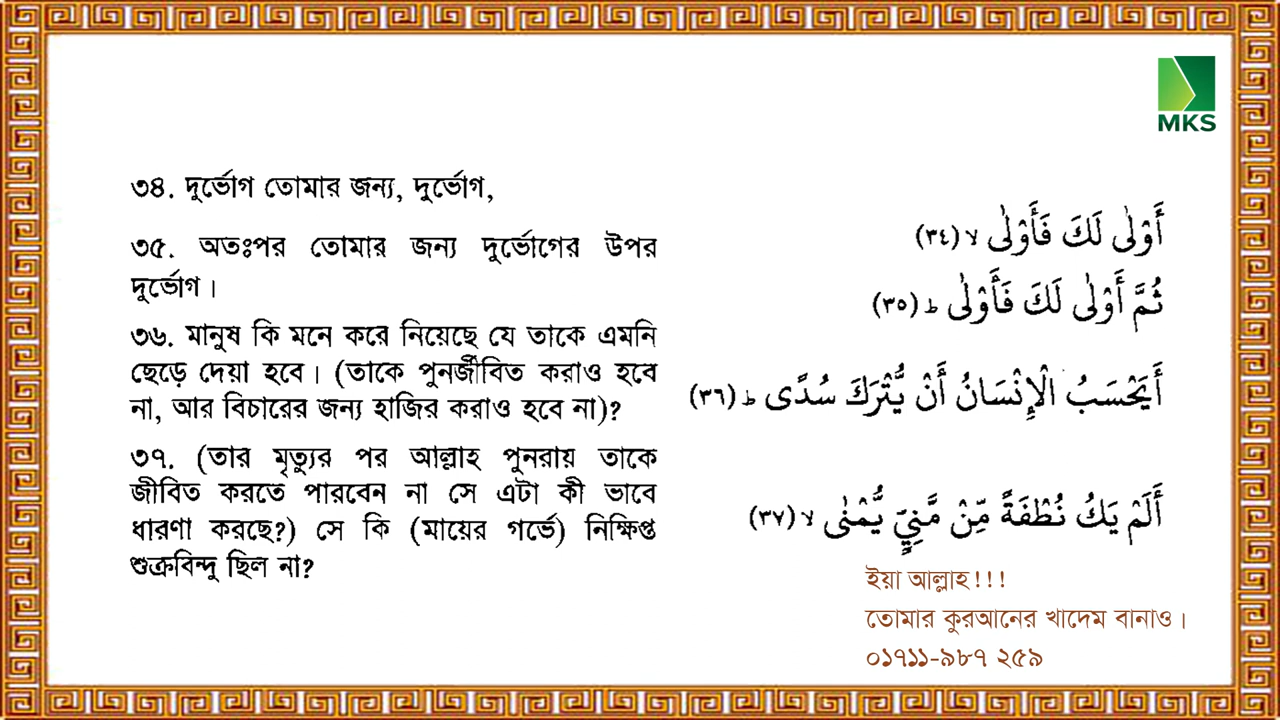 MKS
৩৪. দুর্ভোগ তোমার জন্য, দুর্ভোগ,
৩৫. অতঃপর তোমার জন্য দুর্ভোগের উপর
দুর্ভোগ।
৩৬. মানুষ কি মনে করে নিয়েছে যে তাকে এমনি
ছেড়ে দেয়া হবে। (তাকে পুনর্জীবিত করাও হবে
না, আর বিচারের জন্য হাজির করাও হবে না)?
৩৭. (তার মৃত্যুর পর আল্লাহ পুনরায় তাকে
জীবিত করতে পারবেন না সে এটা কী ভাবে
ধারণা করছে?) সে কি (মায়ের গর্ভে) নিক্ষিপ্ত
শুক্রবিন্দু ছিল না?
أَوْلٰى لَكَ فَأَوْلٰى لا (٣٤)
ثُمَّ أَوْلٰى لَكَ فَأَوْلٰى ط (٣٥)
أَيَحْسَبُ الْإِنْسَانُ أَنْ يُّتْرَكَ سُدًى ط (٣٦)
أَلَمْ يَكُ نُطْفَةً مِّنْ مَّنِيٍّ يُّمْنٰى لا (٣٧)
ইয়া আল্লাহ!!!
তোমার কুরআনের খাদেম বানাও।
০১৭১১-৯৮৭ ২৫৯